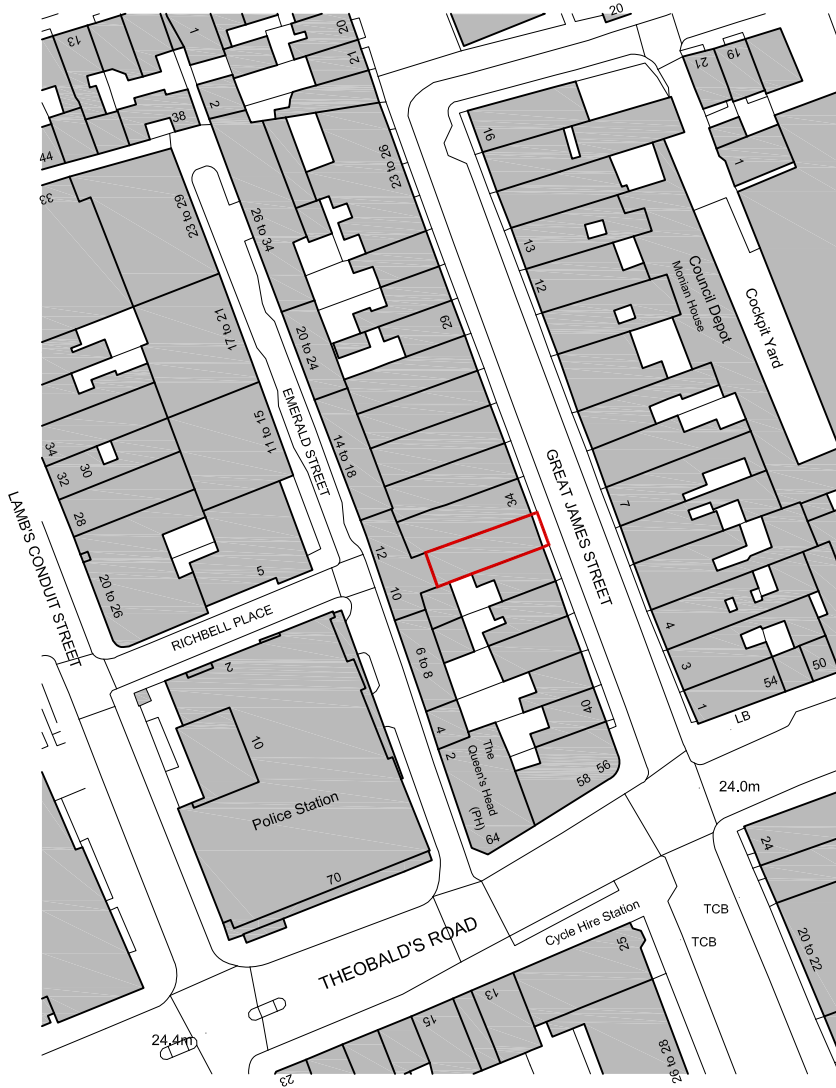 20
13
1
20
21
21
19
2
38
16
1
44
23 to 26
33
23 to 29
26 to 34
13
12
Council Depot
Monian House
Cockpit Yard
17 to 21
20 to 24
29
EMERALD STREET
11 to 15
14 to 18
34
32
30
28
34
GREAT JAMES STREET
7
LAMB'S CONDUIT STREET
12
10
5
20 to 26
RICHBELL PLACE
4
3
6 to 8
2
1
54
50
LB
40
4
2
The
Queen's Head
(PH)
10
58
56
24.0m
Police Station
64
24
70
TCB
THEOBALD'S ROAD
Cycle Hire Station
TCB
25
20 to 22
13
15
24.4m
23
26 to 28